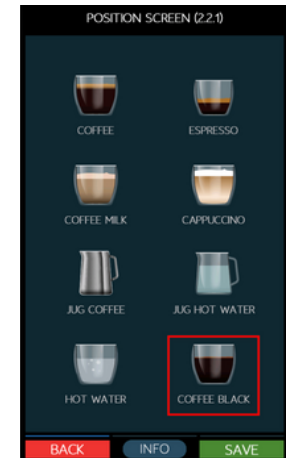 POSITION SCREEN (2.2.1)
COFFEE
ESPRESSO
COFFEE MILK
CAPPUCCINO
JUG COFFEE
JUG HOT WATER
HOT WATER
COFFEE BLACK
BACK
INFO
SAVE